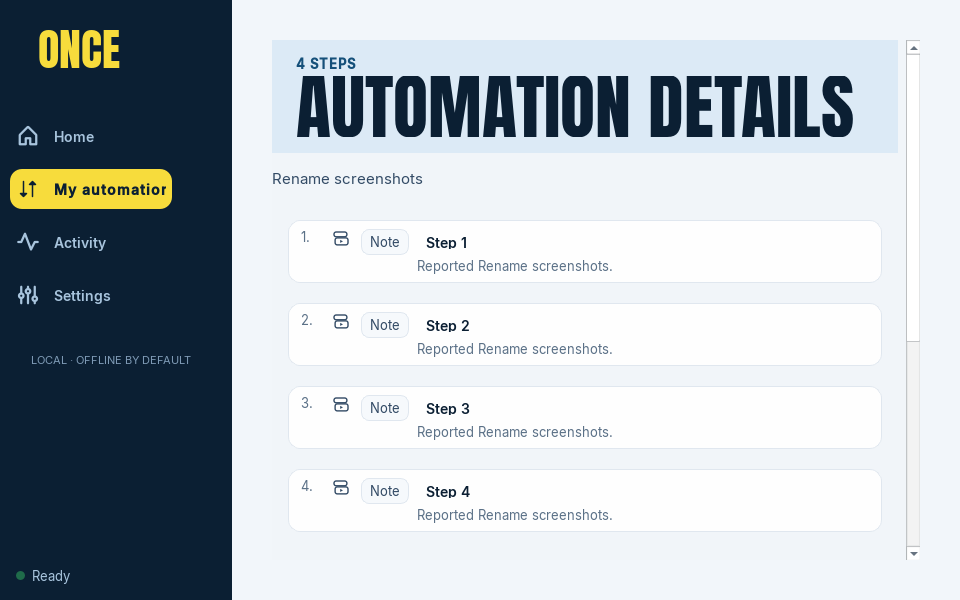 ONCE
Home
My automation
Activity
Settings
LOCAL · OFFLINE BY DEFAULT
Ready
4 STEPS
AUTOMATION DETAILS
Rename screenshots
1. Note Step 1
Reported Rename screenshots.
2. Note Step 2
Reported Rename screenshots.
3. Note Step 3
Reported Rename screenshots.
4. Note Step 4
Reported Rename screenshots.